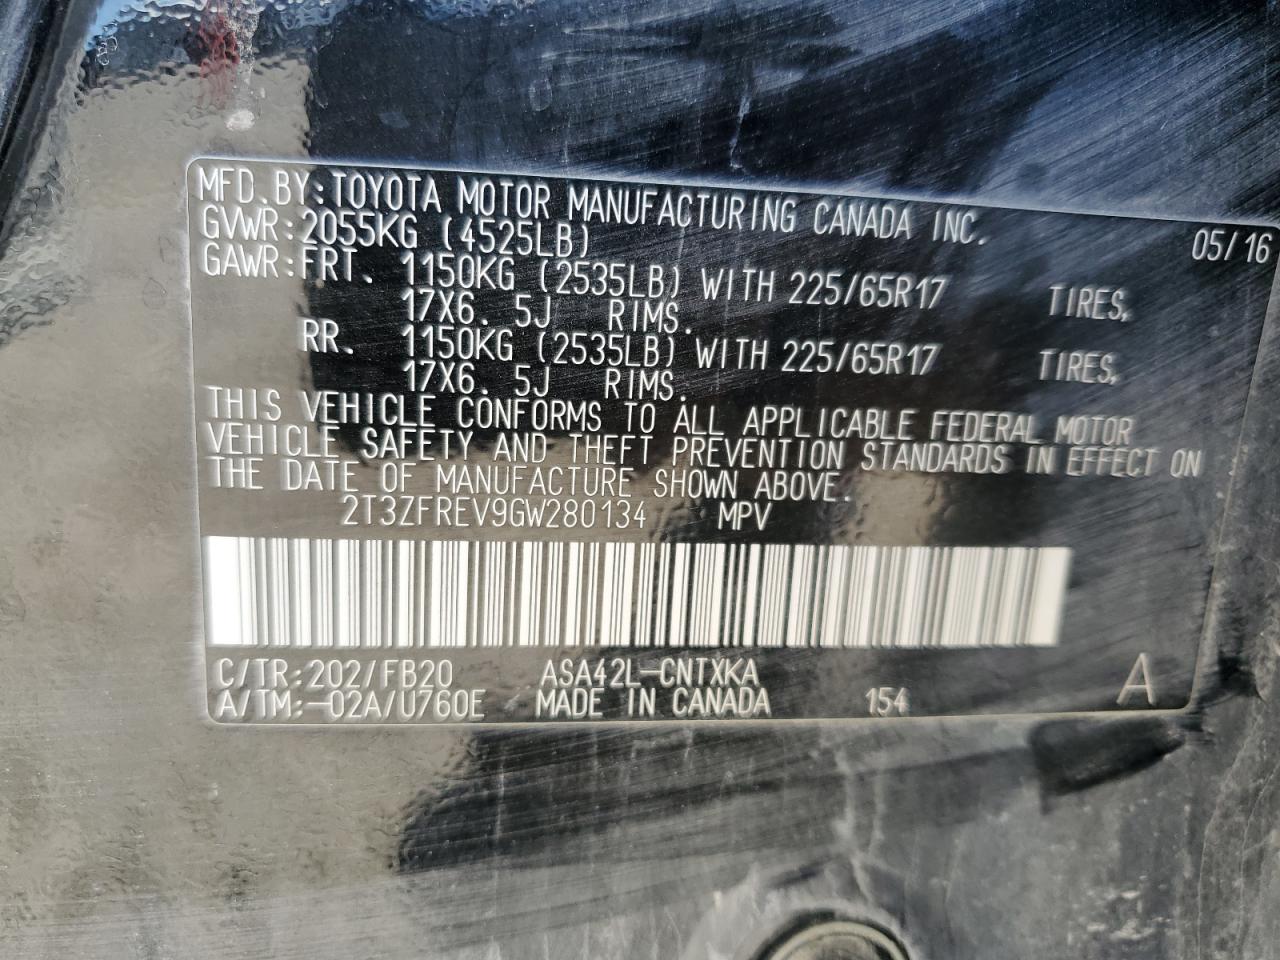 MFD.BY:TOYOTA MOTOR MANUFACTURING CANADA INC.
GVWR:2055KG (4525LB) 05/16
GAWR:FRT. 1150KG (2535LB) WITH 225/65R17 TIRES,
17X6. 5J RIMS.
RR. 1150KG (2535LB) WITH 225/65R17 TIRES,
17X6. 5J RIMS.
THIS VEHICLE CONFORMS TO ALL APPLICABLE FEDERAL MOTOR
VEHICLE SAFETY AND THEFT PREVENTION STANDARDS IN EFFECT ON
THE DATE OF MANUFACTURE SHOWN ABOVE.
2T3ZFREV9GW280134 MPV
C/TR:202/FB20 ASA42L-CNTXKA A
A/TM:-02A/U760E MADE IN CANADA 154